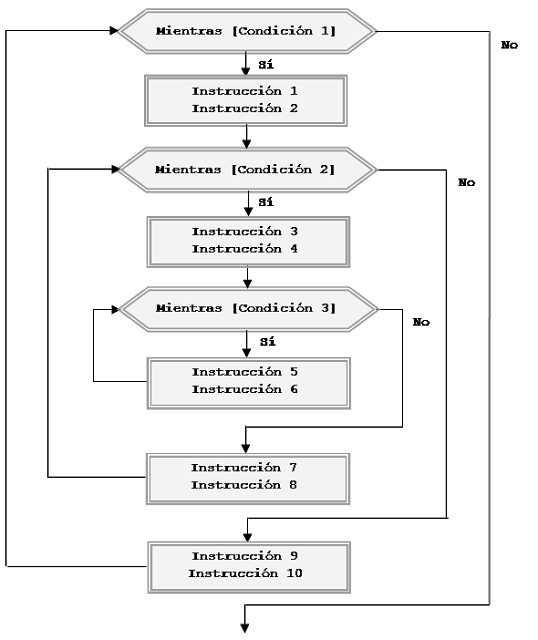 Mientras [Condición 1]
No
Sí
Instrucción 1
Instrucción 2
Mientras [Condición 2]
No
Sí
Instrucción 3
Instrucción 4
Mientras [Condición 3]
No
Sí
Instrucción 5
Instrucción 6
Instrucción 7
Instrucción 8
Instrucción 9
Instrucción 10